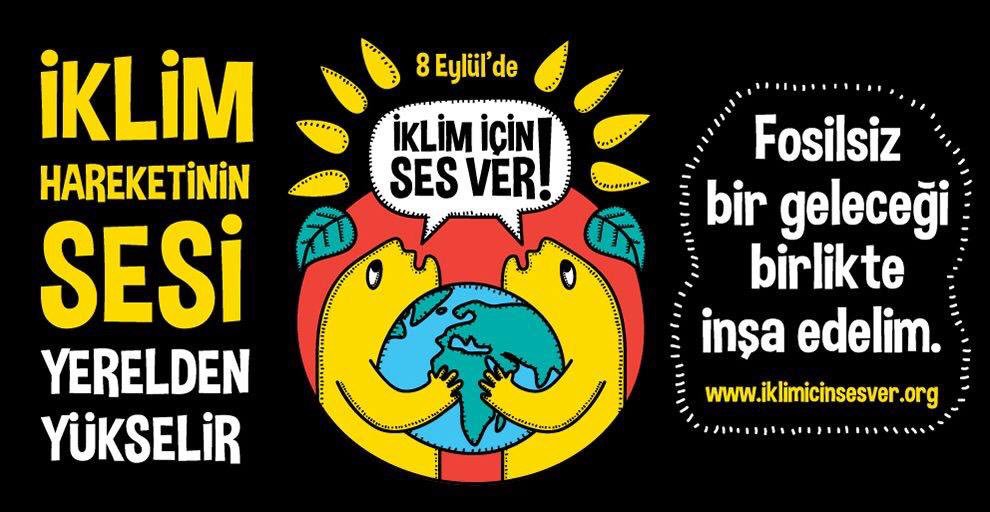 İKLİM
HAREKETİNİN
SESİ
YERELDEN
YÜKSELİR
8 Eylül'de
İKLİM İÇİN
SES VER!
Fosilsiz
bir geleceği
birlikte
inşa edelim.
www.iklimicinsesver.org